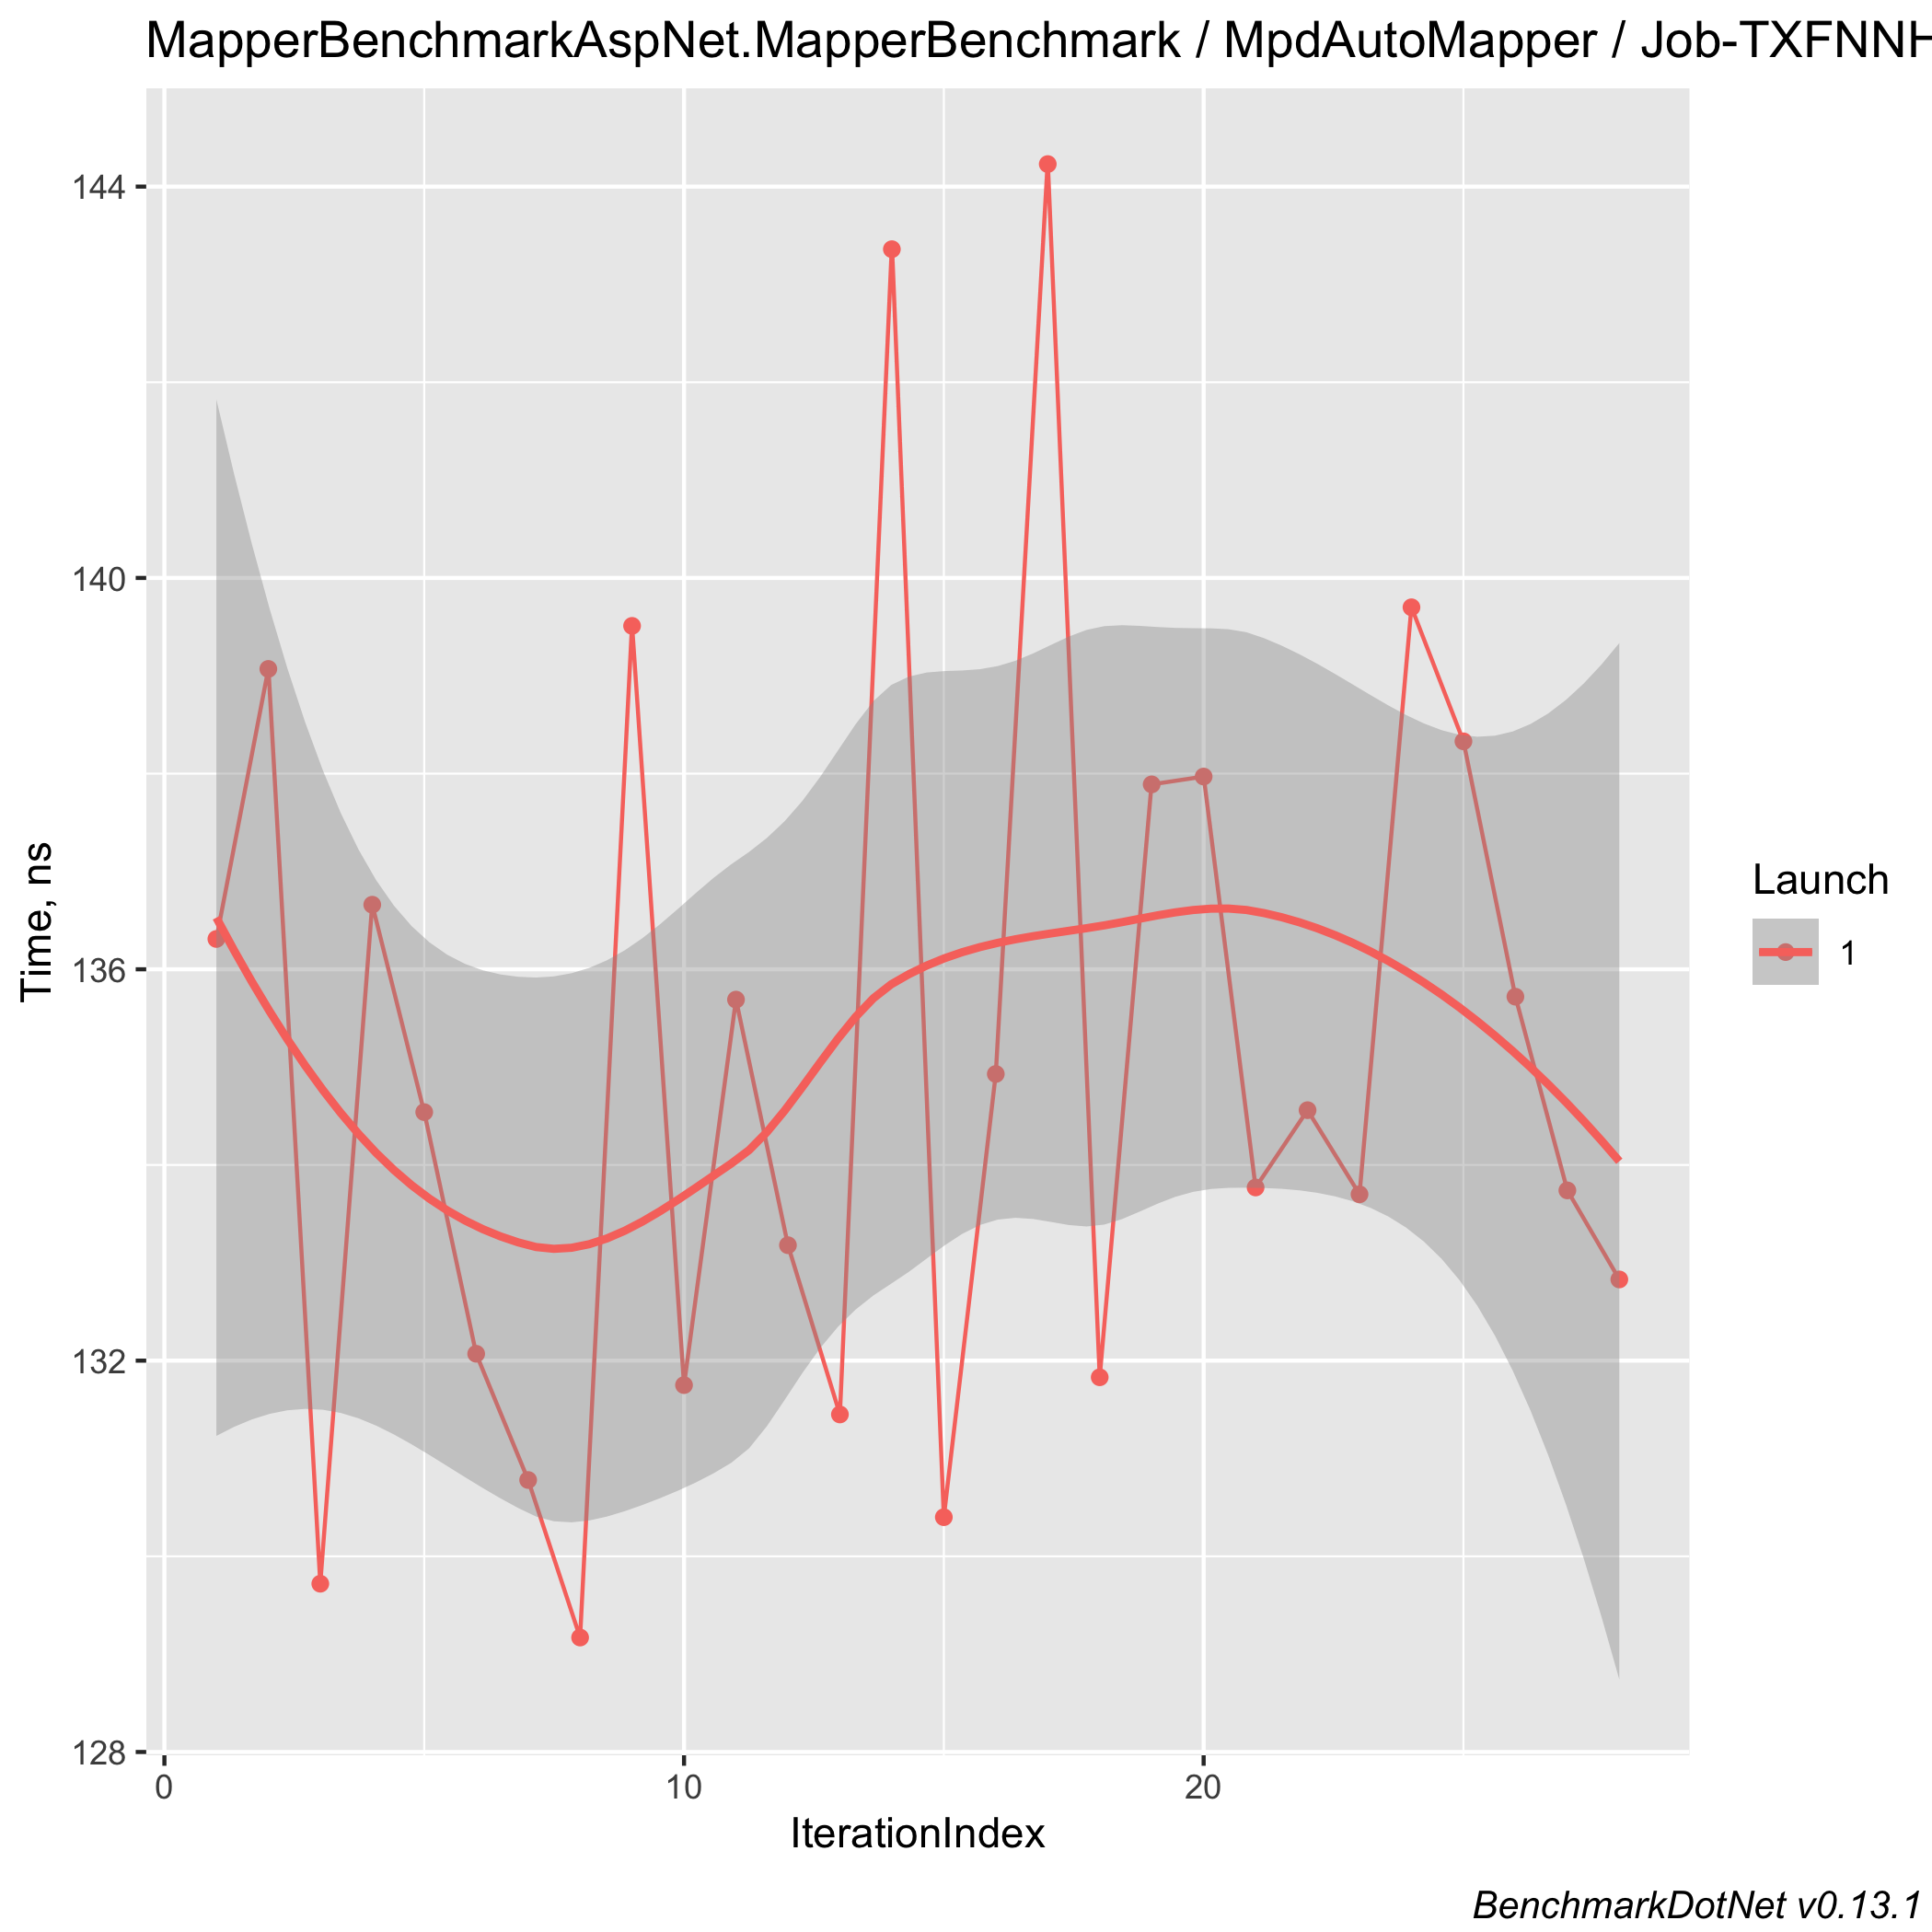 MapperBenchmarkAspNet.MapperBenchmark / MpdAutoMapper / Job-TXFNNH
144
140
136
132
128
Time, ns
0 10 20
IterationIndex
Launch
1
BenchmarkDotNet v0.13.1